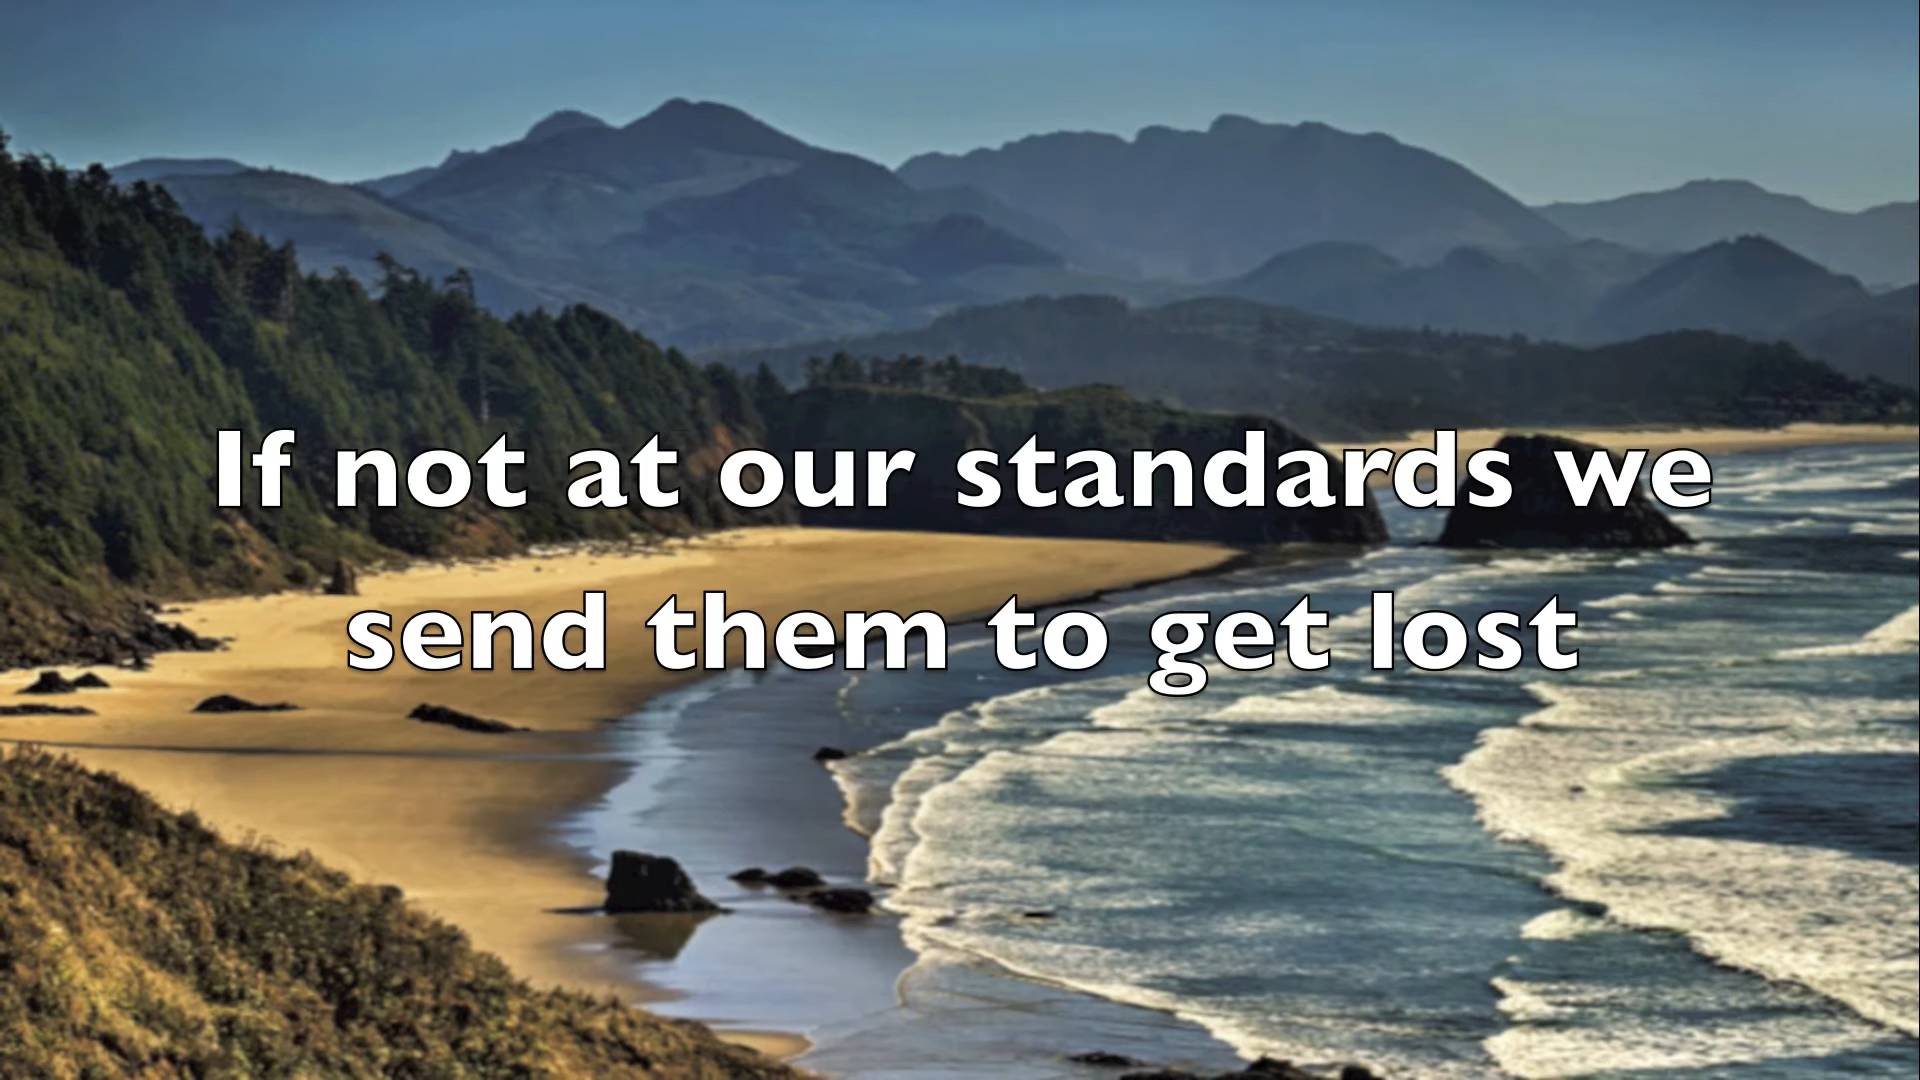 If not at our standards we
send them to get lost